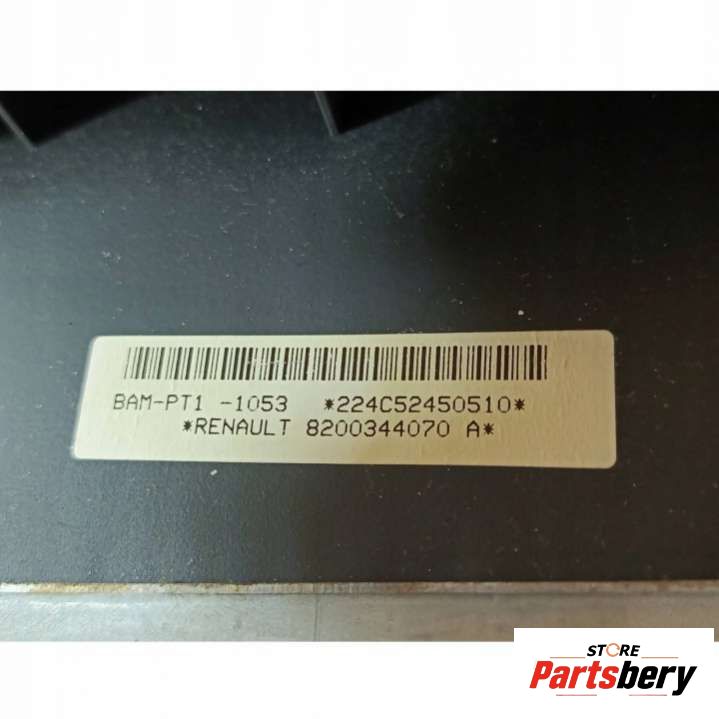 BAM-PT1 -1053 *224C52450510*
*RENAULT 8200344070 A*
STORE
Partsbery